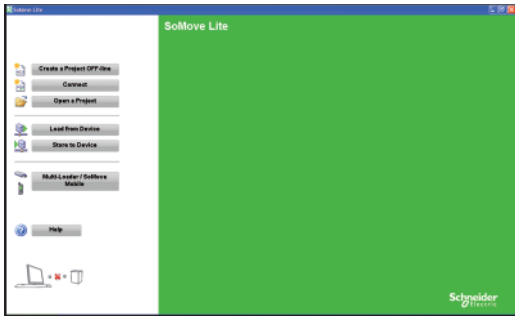 SoMove Lite
SoMove Lite
Create a Project OFF-line
Connect
Open a Project
Load from Device
Store to Device
Multi-Loader / SoMove
Mobile
Help
Schneider
Electric